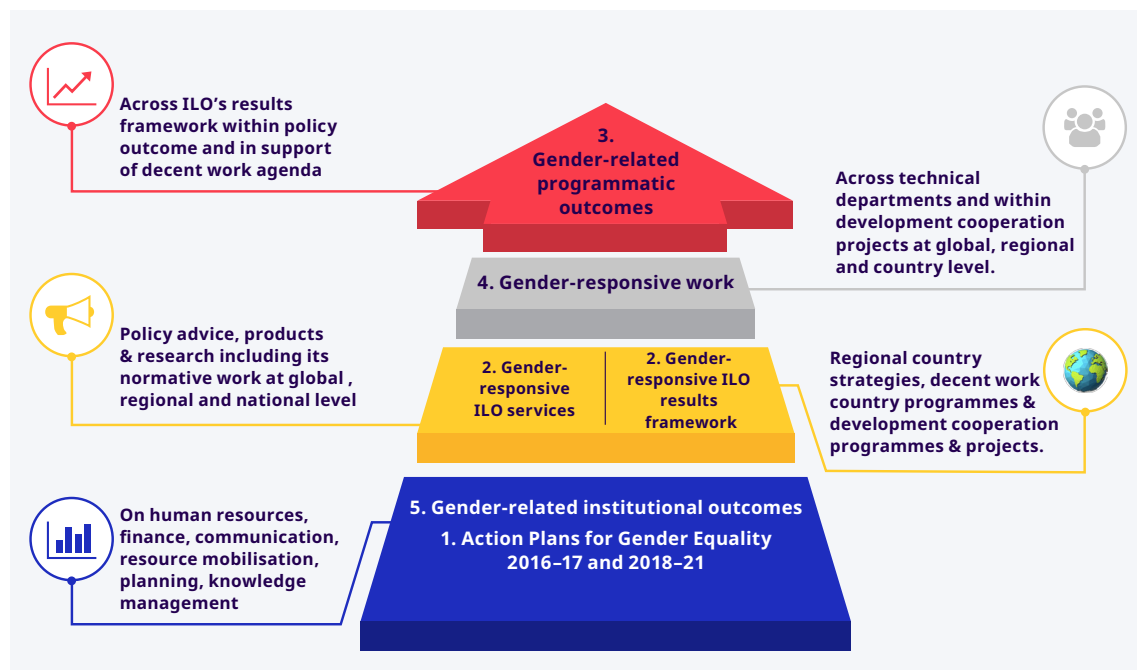 Across ILO’s results
framework within policy
outcome and in support
of decent work agenda
3.
Gender-related
programmatic
outcomes
Across technical
departments and within
development cooperation
projects at global, regional
and country level.
4. Gender-responsive work
Policy advice, products
& research including its
normative work at global ,
regional and national level
2. Gender-
responsive
ILO services
2. Gender-
responsive ILO
results
framework
Regional country
strategies, decent work
country programmes &
development cooperation
programmes & projects.
On human resources,
finance, communication,
resource mobilisation,
planning, knowledge
management
5. Gender-related institutional outcomes
1. Action Plans for Gender Equality
2016–17 and 2018–21